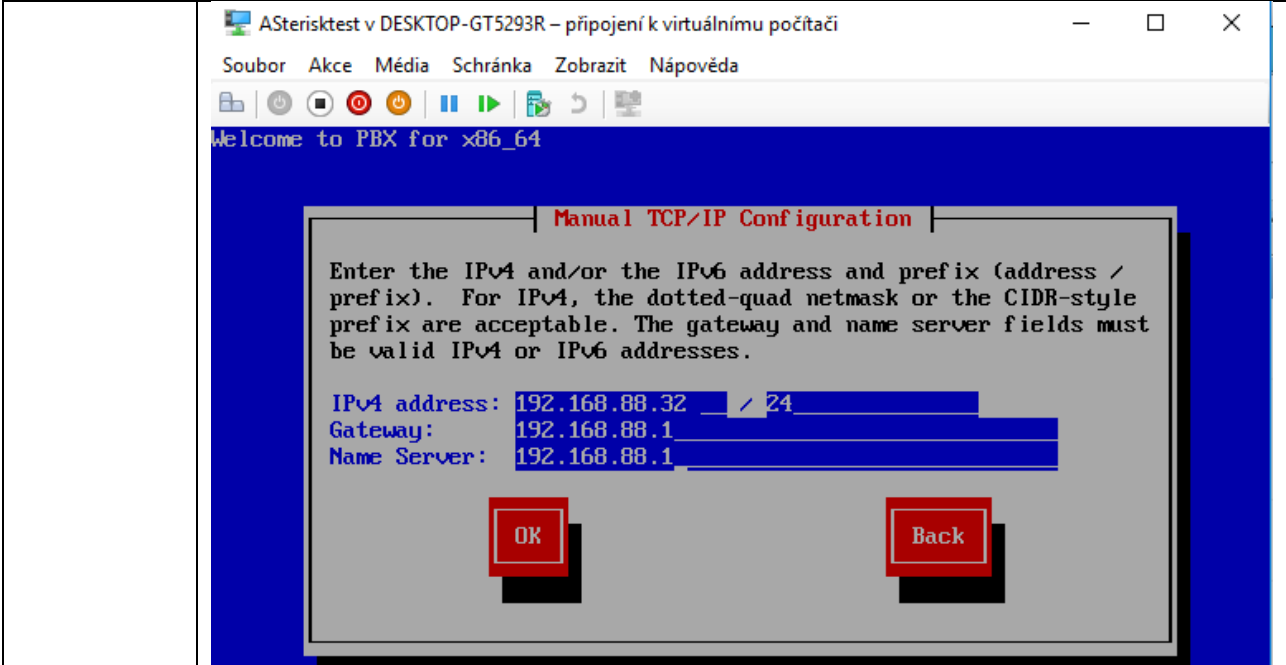 ASterisktest v DESKTOP-GT5293R – připojení k virtuálnímu počítači
Soubor Akce Média Schránka Zobrazit Nápověda
Welcome to PBX for x86_64
Manual TCP/IP Configuration
Enter the IPv4 and/or the IPv6 address and prefix (address /
prefix). For IPv4, the dotted-quad netmask or the CIDR-style
prefix are acceptable. The gateway and name server fields must
be valid IPv4 or IPv6 addresses.
IPv4 address: 192.168.88.32 __ / 24______________
Gateway: 192.168.88.1_____________________________
Name Server: 192.168.88.1 ____________________________
OK Back